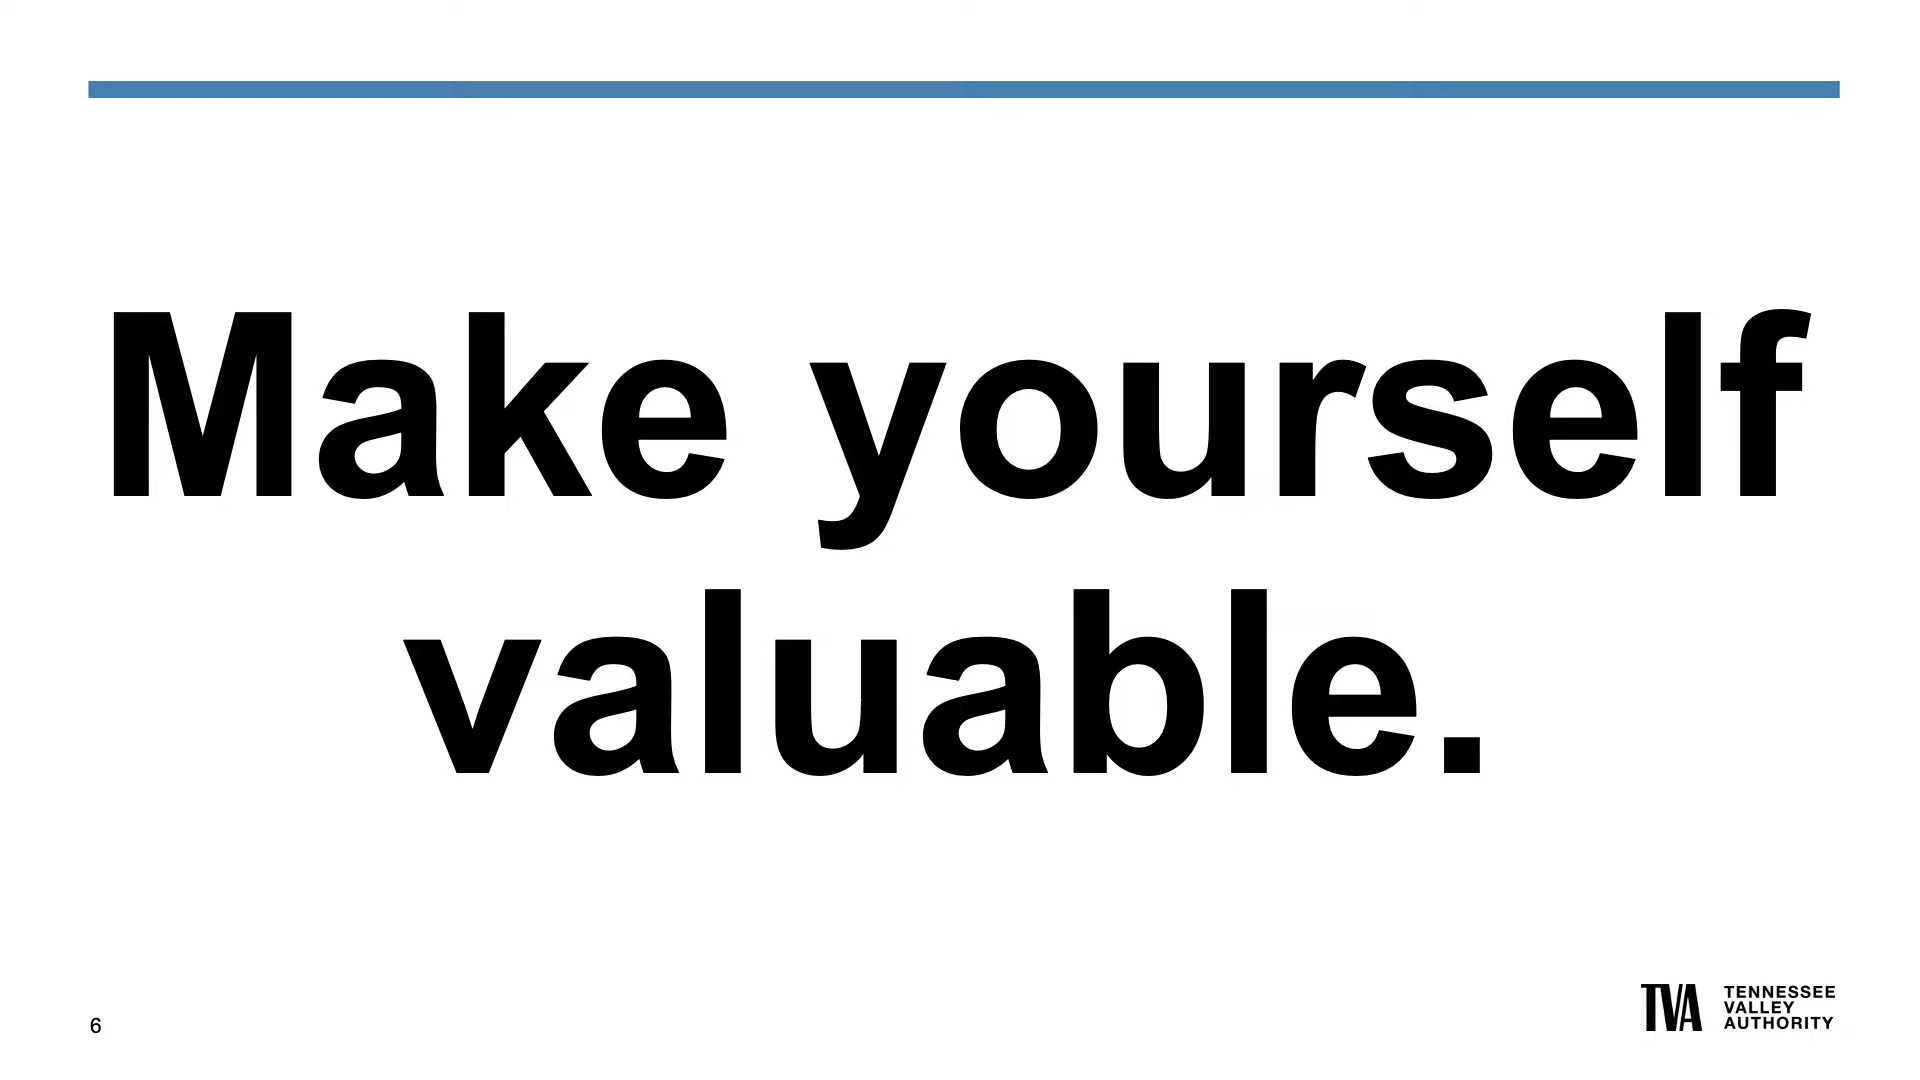 Make yourself
valuable.
6
TVA
TENNESSEE
VALLEY
AUTHORITY